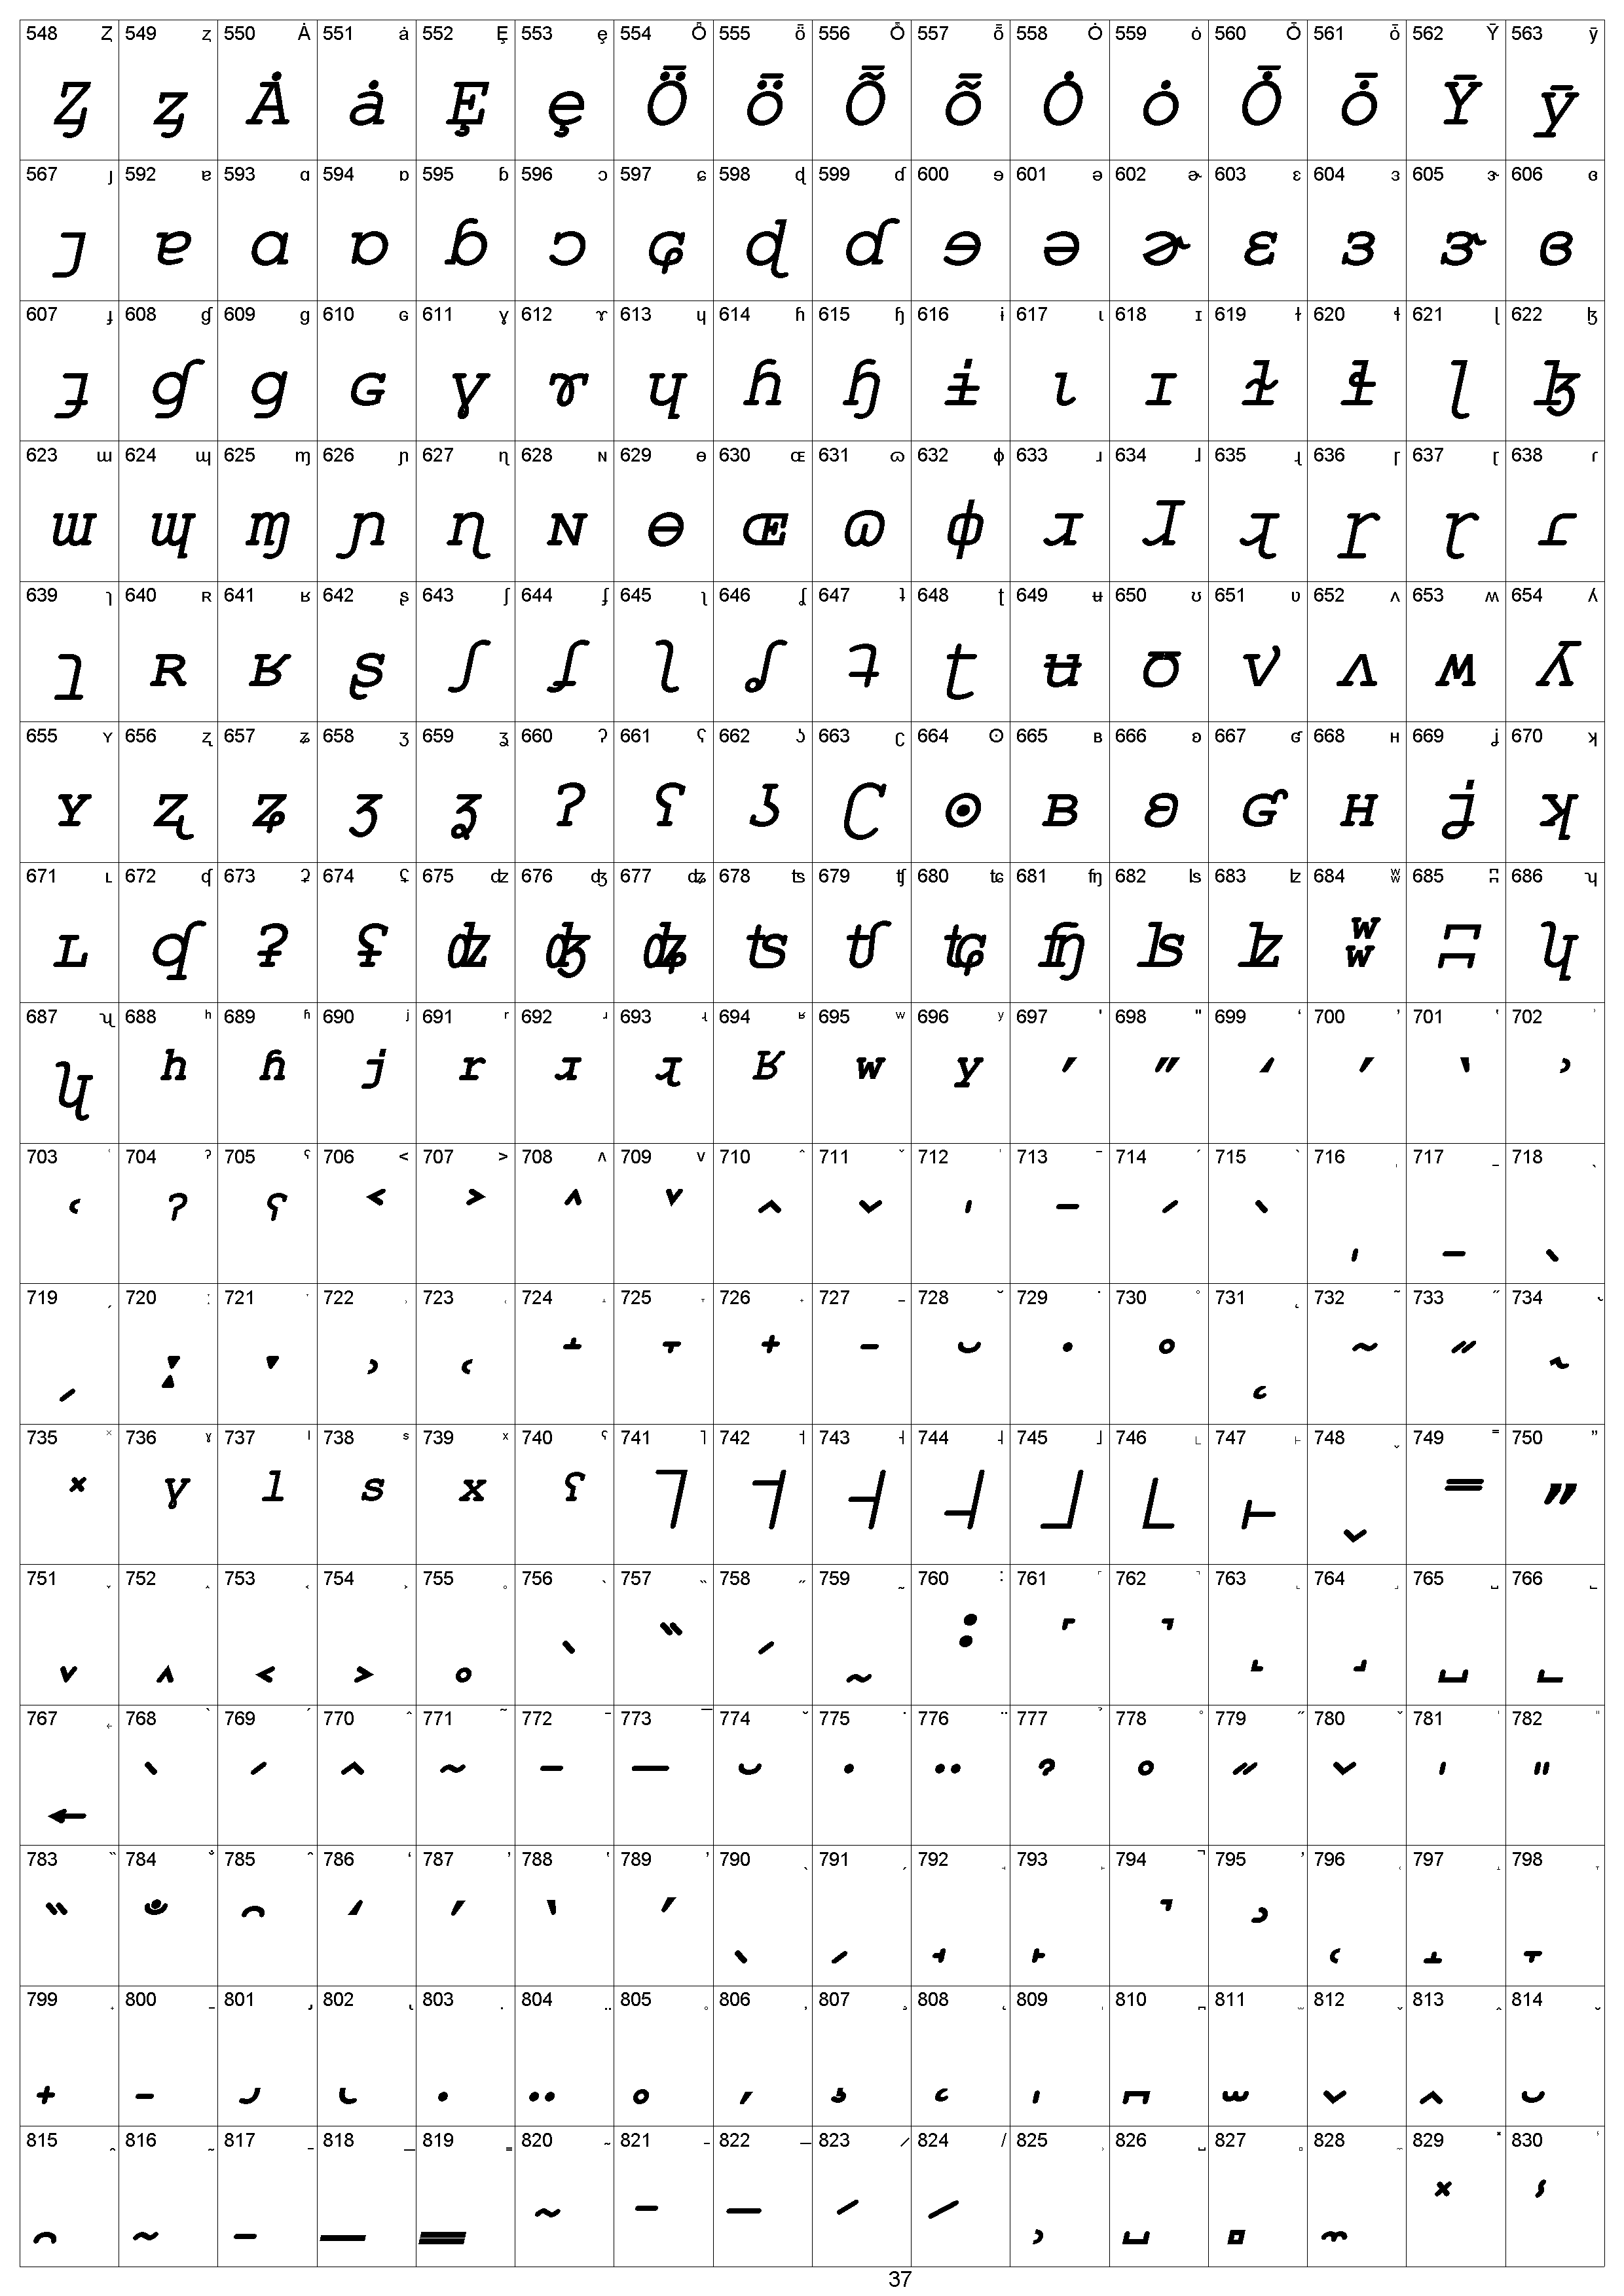 548 Ȥ 549 ȥ 550 Ȧ 551 ȧ 552 Ȩ 553 ȩ 554 Ȫ 555 ȫ 556 Ȭ 557 ȭ 558 Ȯ 559 ȯ 560 Ȱ 561 ȱ 562 Ȳ 563 ȳ
Ȥ ȥ Ȧ ȧ Ȩ ȩ Ȫ ȫ Ȭ ȭ Ȯ ȯ Ȱ ȱ Ȳ ȳ
567 ȷ 592 ɐ 593 ɑ 594 ɒ 595 ɓ 596 ɔ 597 ɕ 598 ɖ 599 ɗ 600 ɘ 601 ə 602 ɚ 603 ɛ 604 ɜ 605 ɝ 606 ɞ
ȷ ɐ ɑ ɒ ɓ ɔ ɕ ɖ ɗ ɘ ə ɚ ɛ ɜ ɝ ɞ
607 ɟ 608 ɠ 609 ɡ 610 ɢ 611 ɣ 612 ɤ 613 ɥ 614 ɦ 615 ɧ 616 ɨ 617 ɩ 618 ɪ 619 ɫ 620 ɬ 621 ɭ 622 ɮ
ɟ ɠ ɡ ɢ ɣ ɤ ɥ ɦ ɧ ɨ ɩ ɪ ɫ ɬ ɭ ɮ
623 ɯ 624 ɰ 625 ɱ 626 ɲ 627 ɳ 628 ɴ 629 ɵ 630 ɶ 631 ɷ 632 ɸ 633 ɹ 634 ɺ 635 ɻ 636 ɼ 637 ɽ 638 ɾ
ɯ ɰ ɱ ɲ ɳ ɴ ɵ ɶ ɷ ɸ ɹ ɺ ɻ ɼ ɽ ɾ
639 ɿ 640 ʀ 641 ʁ 642 ʂ 643 ʃ 644 ʄ 645 ʅ 646 ʆ 647 ʇ 648 ʈ 649 ʉ 650 ʊ 651 ʋ 652 ʌ 653 ʍ 654 ʎ
ɿ ʀ ʁ ʂ ʃ ʄ ʅ ʆ ʇ ʈ ʉ ʊ ʋ ʌ ʍ ʎ
655 ʏ 656 ʐ 657 ʑ 658 ʒ 659 ʓ 660 ʔ 661 ʕ 662 ʖ 663 ʗ 664 ʘ 665 ʙ 666 ʚ 667 ʛ 668 ʜ 669 ʝ 670 ʞ
ʏ ʐ ʑ ʒ ʓ ʔ ʕ ʖ ʗ ʘ ʙ ʚ ʛ ʜ ʝ ʞ
671 ʟ 672 ʠ 673 ʡ 674 ʢ 675 ʣ 676 ʤ 677 ʥ 678 ʦ 679 ʧ 680 ʨ 681 ʩ 682 ʪ 683 ʫ 684 ʬ 685 ʭ 686 ʮ
ʟ ʠ ʡ ʢ ʣ ʤ ʥ ʦ ʧ ʨ ʩ ʪ ʫ ʬ ʭ ʮ
687 ʯ 688 ʰ 689 ʱ 690 ʲ 691 ʳ 692 ʴ 693 ʵ 694 ʶ 695 ʷ 696 ʸ 697 ʹ 698 ʺ 699 ʻ 700 ʼ 701 ʽ 702 ʾ
ʯ ʰ ʱ ʲ ʳ ʴ ʵ ʶ ʷ ʸ ʹ ʺ ʻ ʼ ʽ ʾ
703 ʿ 704 ˀ 705 ˁ 706 ˂ 707 ˃ 708 ˄ 709 ˅ 710 ˆ 711 ˇ 712 ˈ 713 ˉ 714 ˊ 715 ˋ 716 ˌ 717 ˍ 718 ˎ
ʿ ˀ ˁ ˂ ˃ ˄ ˅ ˆ ˇ ˈ ˉ ˊ ˋ ˌ ˍ ˎ
719 ˏ 720 ː 721 ˑ 722 ˒ 723 ˓ 724 ˔ 725 ˕ 726 ˖ 727 ˗ 728 ˘ 729 ˙ 730 ˚ 731 ˛ 732 ˜ 733 ˝ 734 ˞
ˏ ː ˑ ˒ ˓ ˔ ˕ ˖ ˗ ˘ ˙ ˚ ˛ ˜ ˝ ˞
735 ˟ 736 ˠ 737 ˡ 738 ˢ 739 ˣ 740 ˤ 741 ˥ 742 ˦ 743 ˧ 744 ˨ 745 ˩ 746 ˪ 747 ˫ 748 ˬ 749 ˭ 750 ˮ
˟ ˠ ˡ ˢ ˣ ˤ ˥ ˦ ˧ ˨ ˩ ˪ ˫ ˬ ˭ ˮ
751 ˯ 752 ˰ 753 ˱ 754 ˲ 755 ˳ 756 ˴ 757 ˵ 758 ˶ 759 ˷ 760 ˸ 761 ˹ 762 ˺ 763 ˻ 764 ˼ 765 ˽ 766 ˾
˯ ˰ ˱ ˲ ˳ ˴ ˵ ˶ ˷ ˸ ˹ ˺ ˻ ˼ ˽ ˾
767 ˿ 768 ̀ 769 ́ 770 ̂ 771 ̃ 772 ̄ 773 ̅ 774 ̆ 775 ̇ 776 ̈ 777 ̉ 778 ̊ 779 ̋ 780 ̌ 781 ̍ 782 ̎
˿ ̀ ́ ̂ ̃ ̄ ̅ ̆ ̇ ̈ ̉ ̊ ̋ ̌ ̍ ̎
783 ̏ 784 ̐ 785 ̑ 786 ̒ 787 ̓ 788 ̔ 789 ̕ 790 ̖ 791 ̗ 792 ̘ 793 ̙ 794 ̚ 795 ̛ 796 ̜ 797 ̝ 798 ̞
̏ ̐ ̑ ̒ ̓ ̔ ̕ ̖ ̗ ̘ ̙ ̚ ̛ ̜ ̝ ̞
799 ̟ 800 ̠ 801 ̡ 802 ̢ 803 ̣ 804 ̤ 805 ̥ 806 ̦ 807 ̧ 808 ̨ 809 ̩ 810 ̪ 811 ̫ 812 ̬ 813 ̭ 814 ̮
̟ ̠ ̡ ̢ ̣ ̤ ̥ ̦ ̧ ̨ ̩ ̪ ̫ ̬ ̭ ̮
815 ̯ 816 ̰ 817 ̱ 818 ̲ 819 ̳ 820 ̴ 821 ̵ 822 ̶ 823 ̷ 824 ̸ 825 ̹ 826 ̺ 827 ̻ 828 ̼ 829 ̽ 830 ̾
̯ ̰ ̱ ̲ ̳ ̴ ̵ ̶ ̷ ̸ ̹ ̺ ̻ ̼ ̽ ̾
37